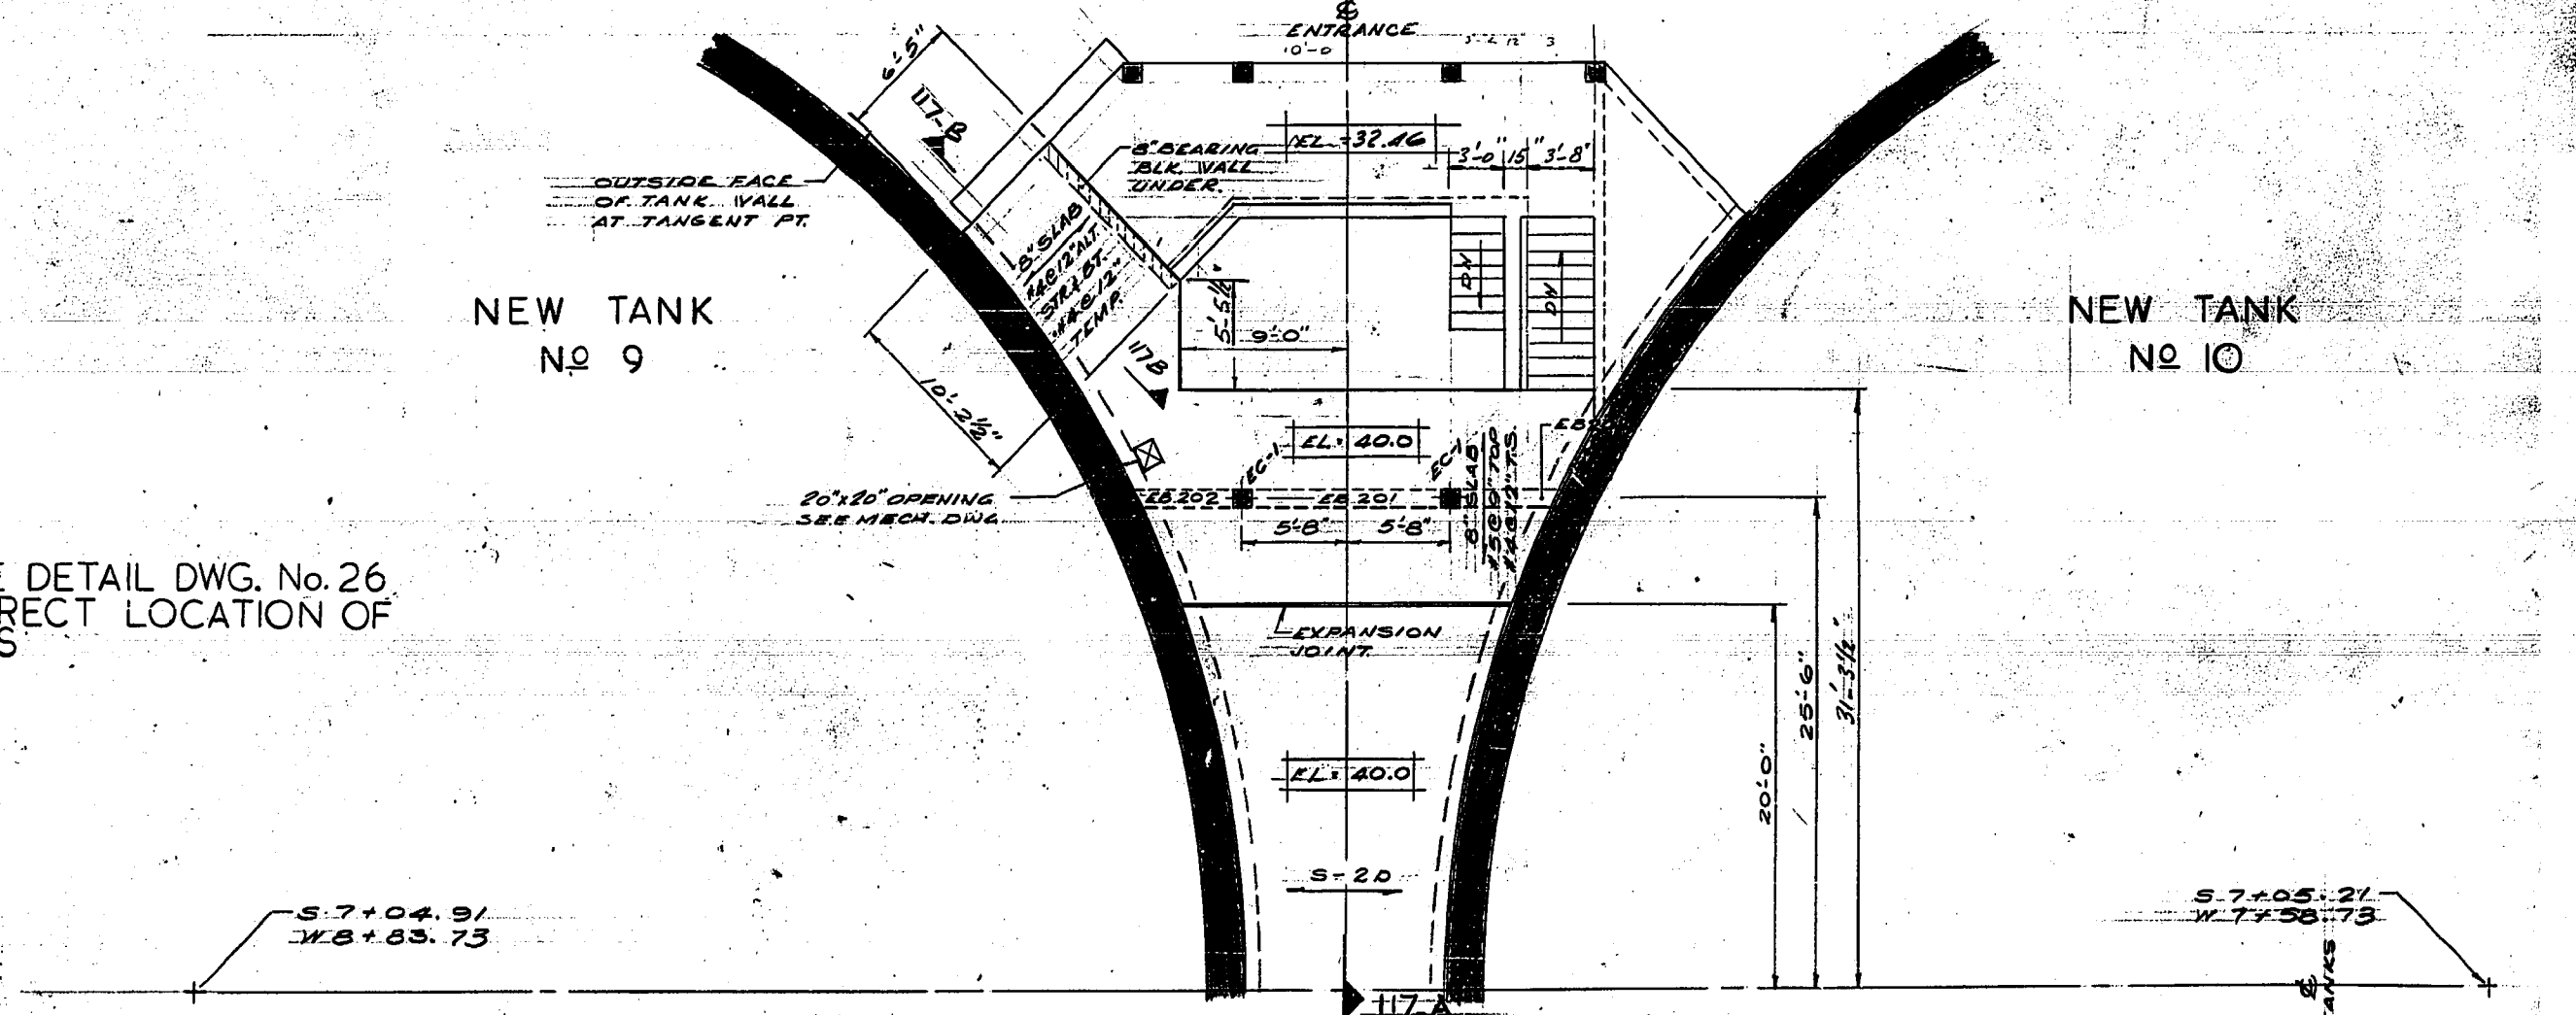 ℄
ENTRANCE
10'-0
6'-5"
117-B
8" BEARING
BLK. WALL
UNDER.
EL -32.46
3'-0" 15" 3'-8"
OUTSIDE FACE
OF TANK WALL
AT TANGENT PT.
8" SLAB
#4@12" ALT.
STR & BT.
#4@12"
TEMP.
DN
DN
NEW TANK
No 9
NEW TANK
No 10
5'-5½"
9'-0"
117B
10'-2½"
EL. 40.0
EC-1
EC-1
20"x20" OPENING
SEE MECH. DWG
EB 202
EB 201
5'-8"
5'-8"
8" SLAB
#5@9" TOP
#4@12" T.S.
DETAIL DWG. No. 26
RECT LOCATION OF
S
EXPANSION
JOINT
20'-0"
25'-6"
31'-3½"
EL= 40.0
S-2D
S 7+04.91
W 8+83.73
S 7+05.21
W 7+58.73
℄
TANKS
117-A